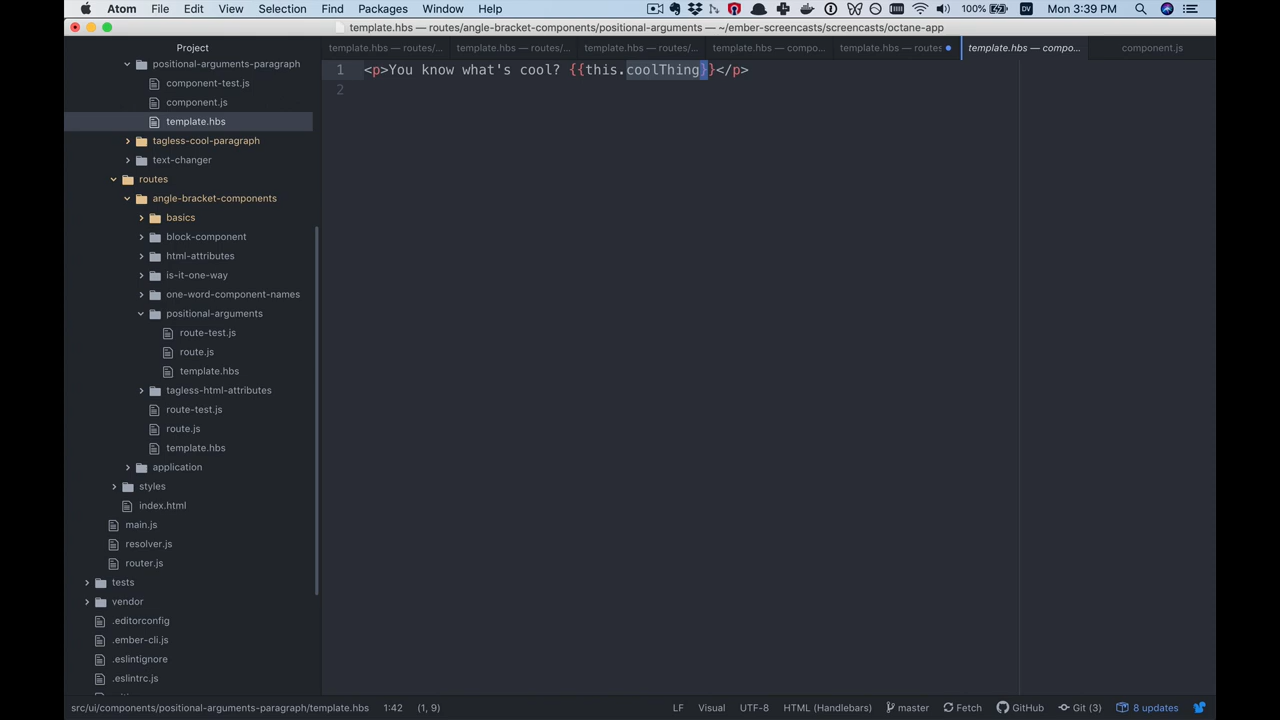 Atom File Edit View Selection Find Packages Window Help 100% DV Mon 3:39 PM
template.hbs — routes/angle-bracket-components/positional-arguments — ~/ember-screencasts/screencasts/octane-app
Project
template.hbs — routes/... template.hbs — routes/... template.hbs — routes/... template.hbs — compo... template.hbs — routes template.hbs — compo... component.js
positional-arguments-paragraph
component-test.js
component.js
template.hbs
tagless-cool-paragraph
text-changer
routes
angle-bracket-components
basics
block-component
html-attributes
is-it-one-way
one-word-component-names
positional-arguments
route-test.js
route.js
template.hbs
tagless-html-attributes
route-test.js
route.js
template.hbs
application
styles
index.html
main.js
resolver.js
router.js
tests
vendor
.editorconfig
.ember-cli.js
.eslintignore
.eslintrc.js
1 <p>You know what's cool? {{this.coolThing}}</p>
2
src/ui/components/positional-arguments-paragraph/template.hbs 1:42 (1, 9) LF Visual UTF-8 HTML (Handlebars) master Fetch GitHub Git (3) 8 updates